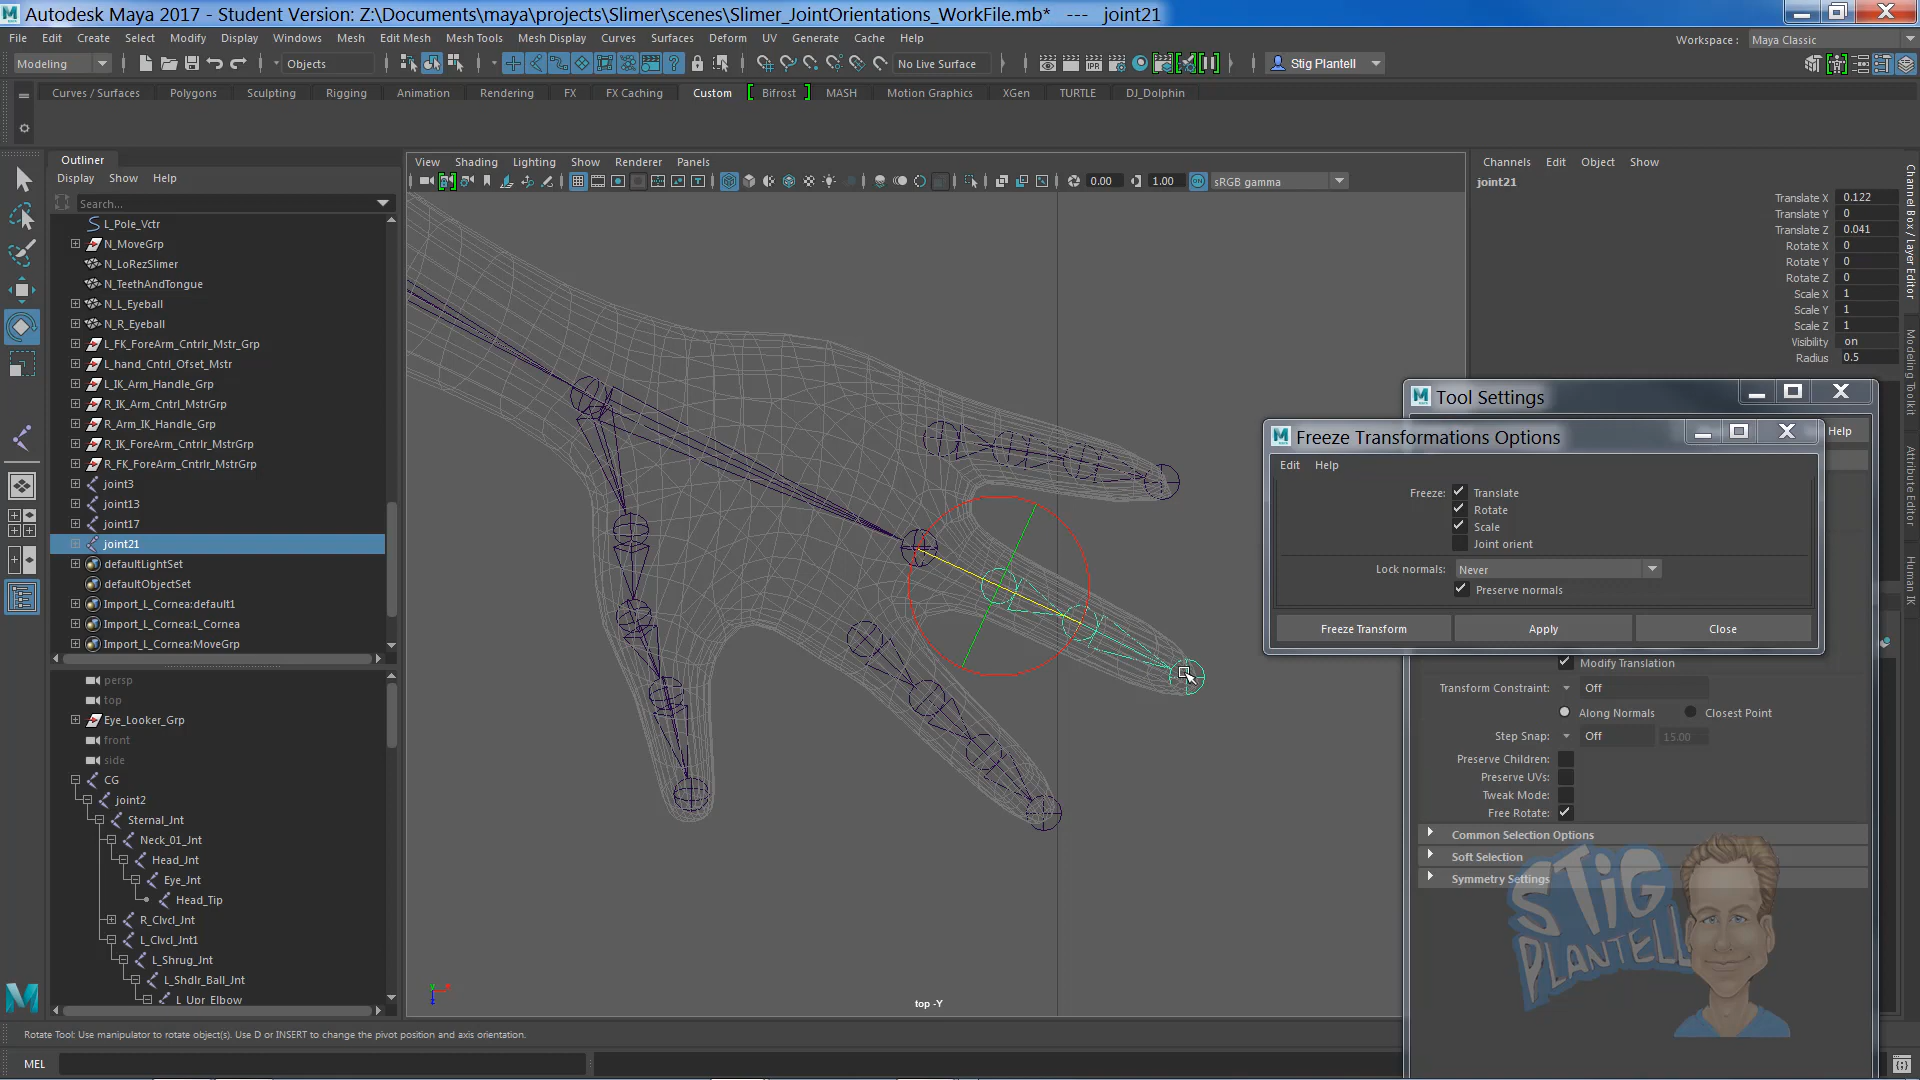 Autodesk Maya 2017 - Student Version: Z:\Documents\maya\projects\Slimer\scenes\Slimer_JointOrientations_WorkFile.mb* --- joint21
File Edit Create Select Modify Display Windows Mesh Edit Mesh Mesh Tools Mesh Display Curves Surfaces Deform UV Generate Cache Help
Workspace : Maya Classic
Modeling Objects No Live Surface Stig Plantell
Curves / Surfaces Polygons Sculpting Rigging Animation Rendering FX FX Caching Custom Bifrost MASH Motion Graphics XGen TURTLE DJ_Dolphin
Outliner
Display Show Help
Search...
L_Pole_Vctr
N_MoveGrp
N_LoRezSlimer
N_TeethAndTongue
N_L_Eyeball
N_R_Eyeball
L_FK_ForeArm_Cntrlr_Mstr_Grp
L_hand_Cntrl_Ofset_Mstr
L_IK_Arm_Handle_Grp
R_IK_Arm_Cntrl_MstrGrp
R_Arm_IK_Handle_Grp
R_IK_ForeArm_Cntrlr_MstrGrp
R_FK_ForeArm_Cntrlr_MstrGrp
joint3
joint13
joint17
joint21
defaultLightSet
defaultObjectSet
Import_L_Cornea:default1
Import_L_Cornea:L_Cornea
Import_L_Cornea:MoveGrp
persp
top
Eye_Looker_Grp
front
side
CG
joint2
Sternal_Jnt
Neck_01_Jnt
Head_Jnt
Eye_Jnt
Head_Tip
R_Clvcl_Jnt
L_Clvcl_Jnt1
L_Shrug_Jnt
L_Shdlr_Ball_Jnt
L_Upr_Elbow
View Shading Lighting Show Renderer Panels
IPR
0.00 1.00 sRGB gamma
top -Y
Channels Edit Object Show
joint21
Translate X 0.122
Translate Y 0
Translate Z 0.041
Rotate X 0
Rotate Y 0
Rotate Z 0
Scale X 1
Scale Y 1
Scale Z 1
Visibility on
Radius 0.5
Channel Box / Layer Editor
Modeling Toolkit
Attribute Editor
Human IK
Tool Settings
Help
Freeze Transformations Options
Edit Help
Freeze: Translate
Rotate
Scale
Joint orient
Lock normals: Never
Preserve normals
Freeze Transform Apply Close
Modify Translation
Transform Constraint: Off
Along Normals Closest Point
Step Snap: Off 15.00
Preserve Children:
Preserve UVs:
Tweak Mode:
Free Rotate:
Common Selection Options
Soft Selection
Symmetry Settings
STiG
PLANTELL
Rotate Tool: Use manipulator to rotate object(s). Use D or INSERT to change the pivot position and axis orientation.
MEL